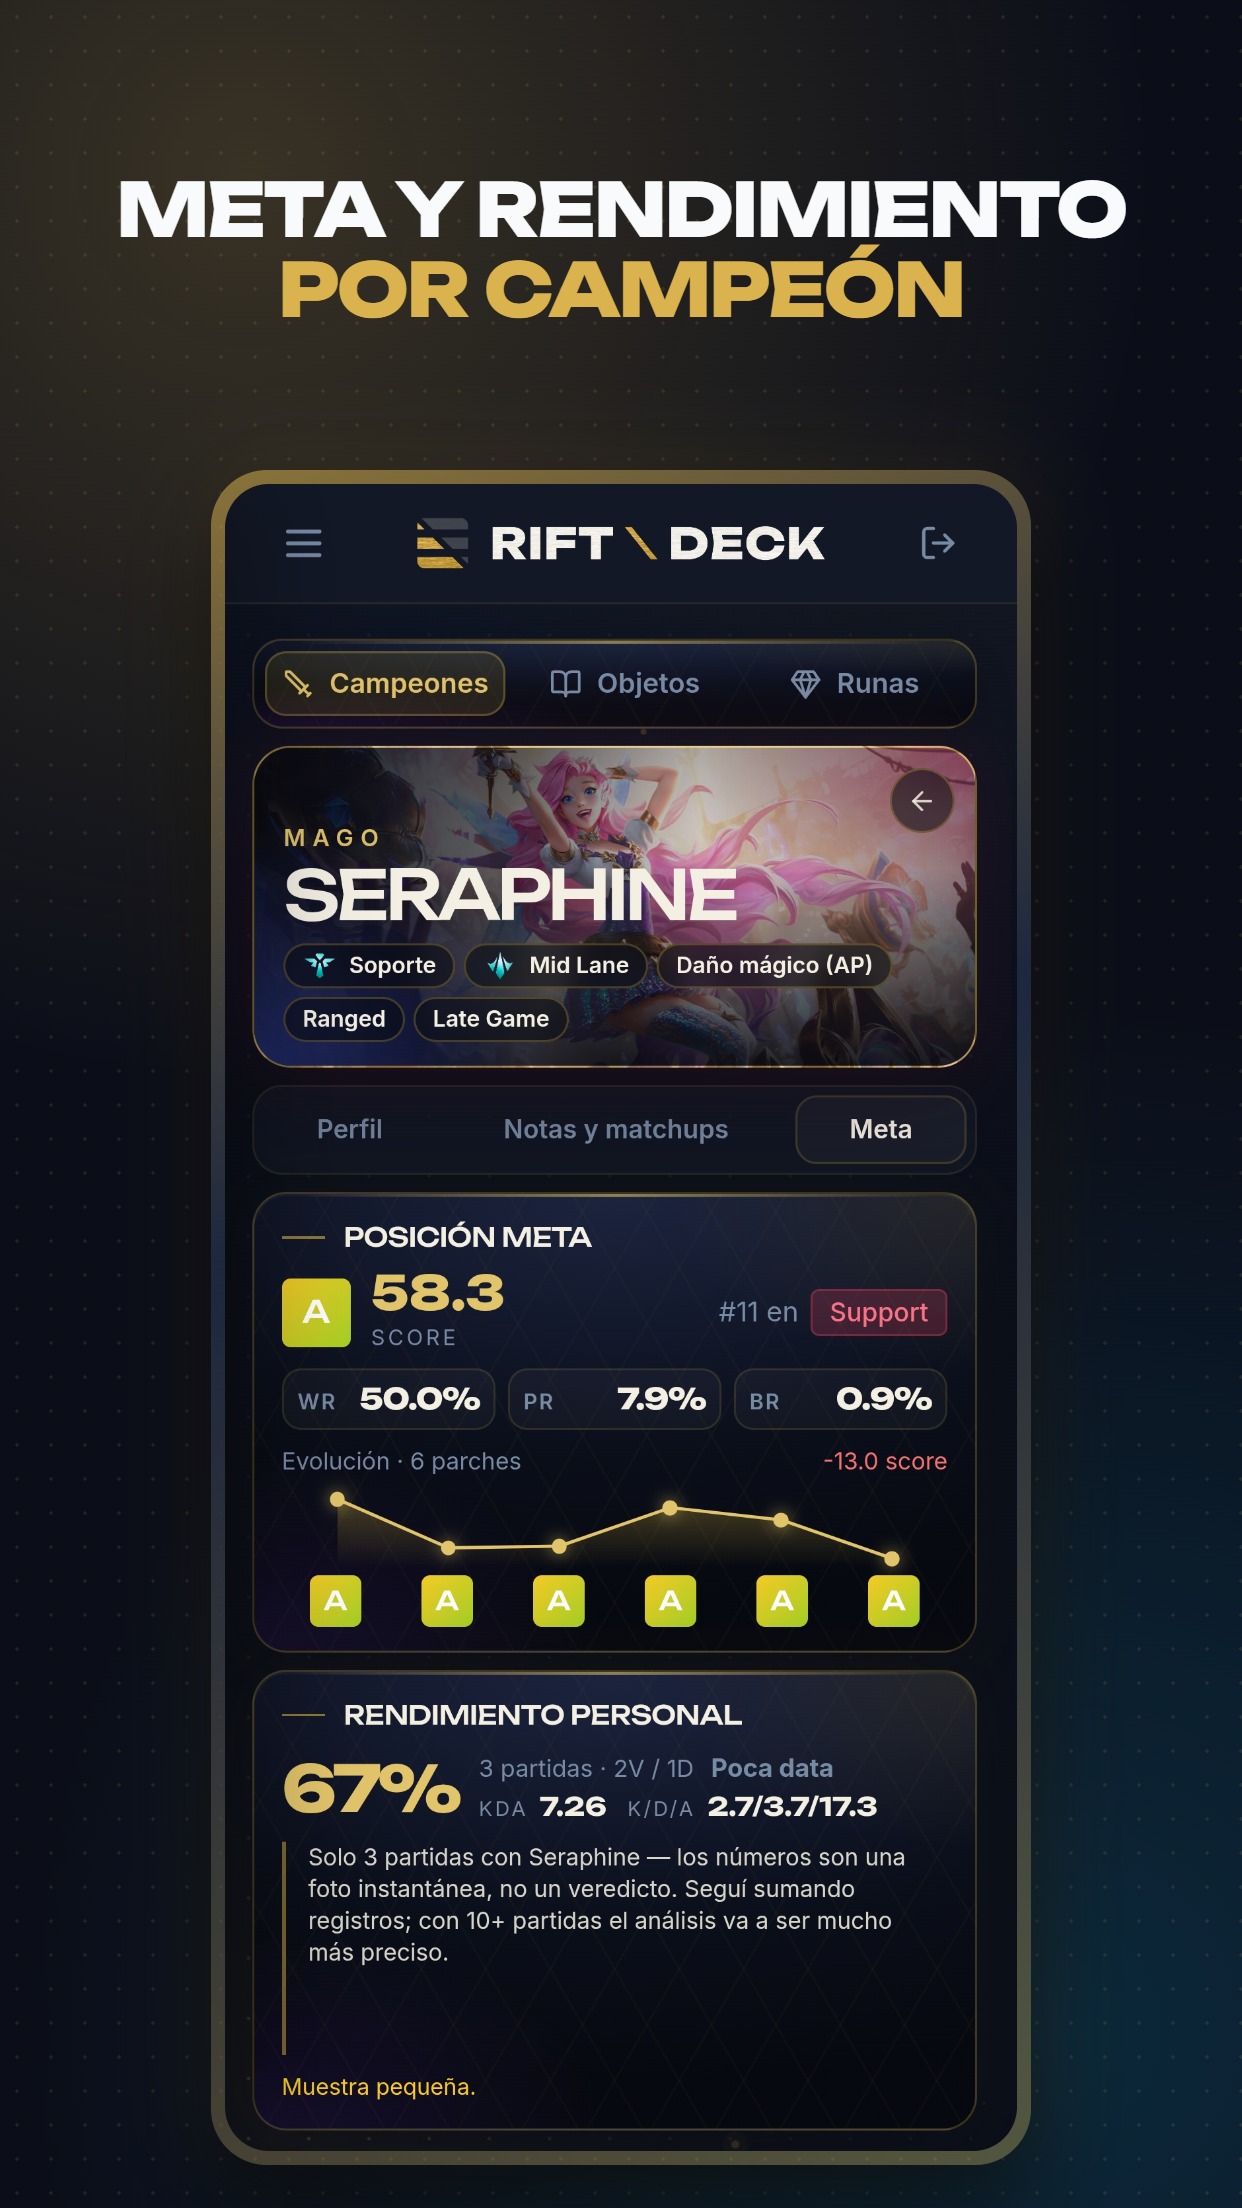 META Y RENDIMIENTO
POR CAMPEÓN
RIFT \ DECK
Campeones Objetos Runas
MAGO
SERAPHINE
Soporte Mid Lane Daño mágico (AP)
Ranged Late Game
Perfil Notas y matchups Meta
POSICIÓN META
A 58.3 #11 en Support
SCORE
WR 50.0% PR 7.9% BR 0.9%
Evolución · 6 parches -13.0 score
A A A A A A
RENDIMIENTO PERSONAL
67% 3 partidas · 2V / 1D Poca data
KDA 7.26 K/D/A 2.7/3.7/17.3
Solo 3 partidas con Seraphine — los números son una
foto instantánea, no un veredicto. Seguí sumando
registros; con 10+ partidas el análisis va a ser mucho
más preciso.
Muestra pequeña.